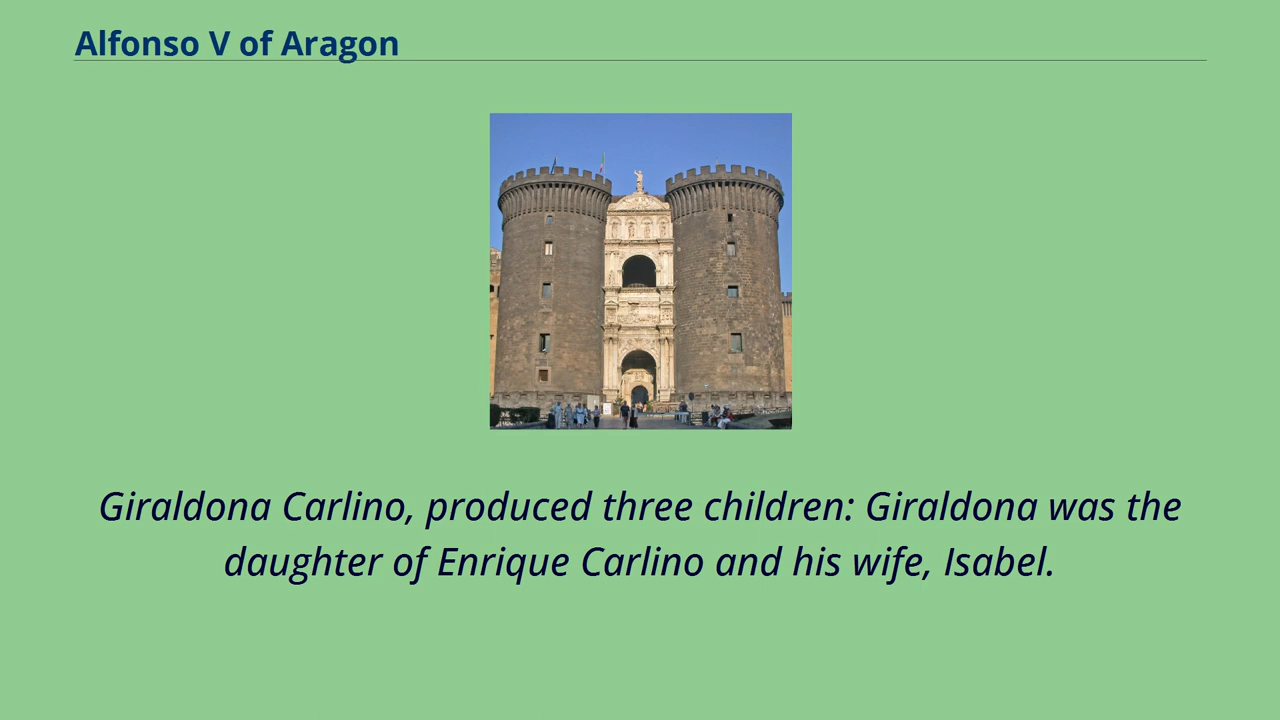 Alfonso V of Aragon
Giraldona Carlino, produced three children: Giraldona was the
daughter of Enrique Carlino and his wife, Isabel.